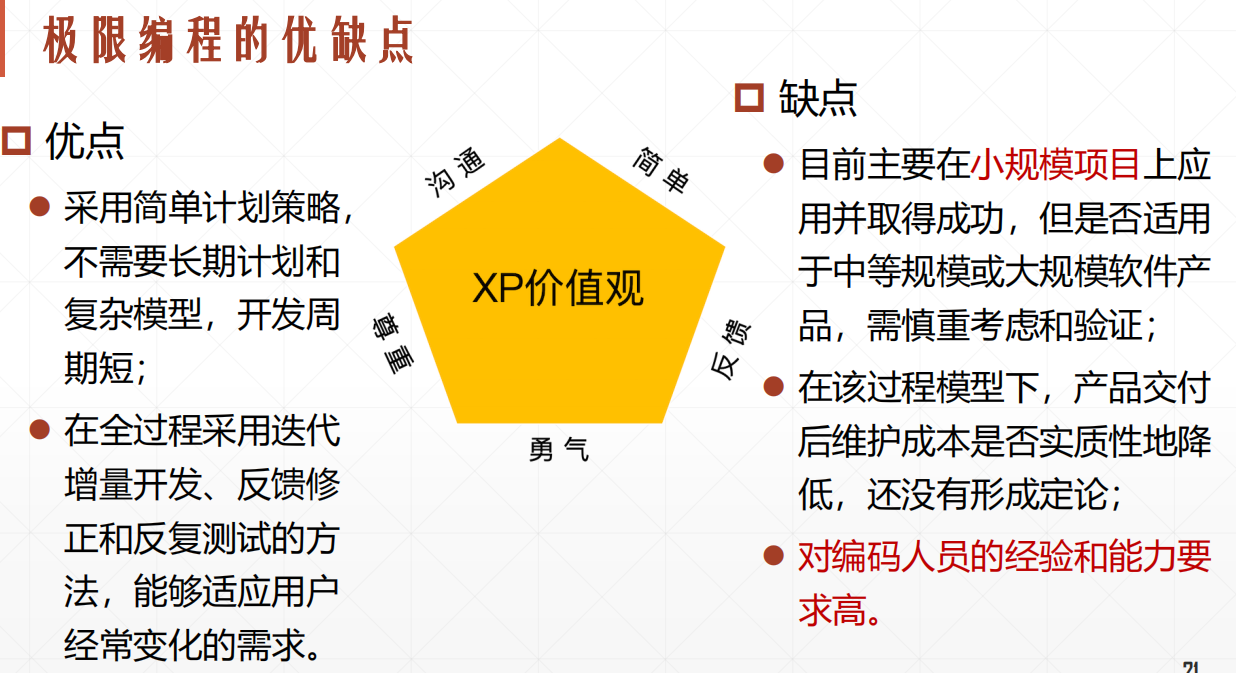 极限编程的优缺点
优点
采用简单计划策略,
不需要长期计划和
复杂模型，开发周
期短；
在全过程采用迭代
增量开发、反馈修
正和反复测试的方
法，能够适应用户
经常变化的需求。
沟通
简单
XP价值观
尊重
反馈
勇气
缺点
目前主要在小规模项目上应
用并取得成功，但是否适用
于中等规模或大规模软件产
品，需慎重考虑和验证；
在该过程模型下，产品交付
后维护成本是否实质性地降
低，还没有形成定论；
对编码人员的经验和能力要
求高。
21